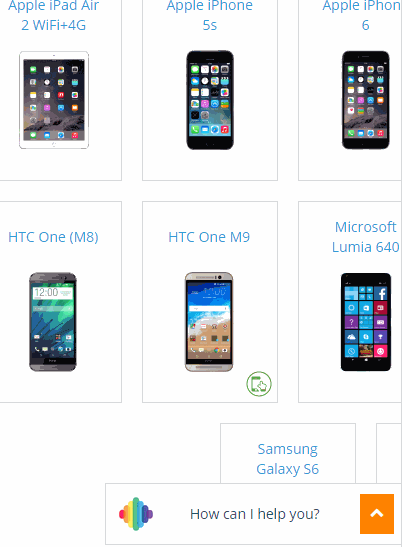 Apple iPad Air
2 WiFi+4G
Apple iPhone
5s
Apple iPhon
6
HTC One (M8)
HTC One M9
Microsoft
Lumia 640
10:00
Samsung
Galaxy S6
How can I help you?